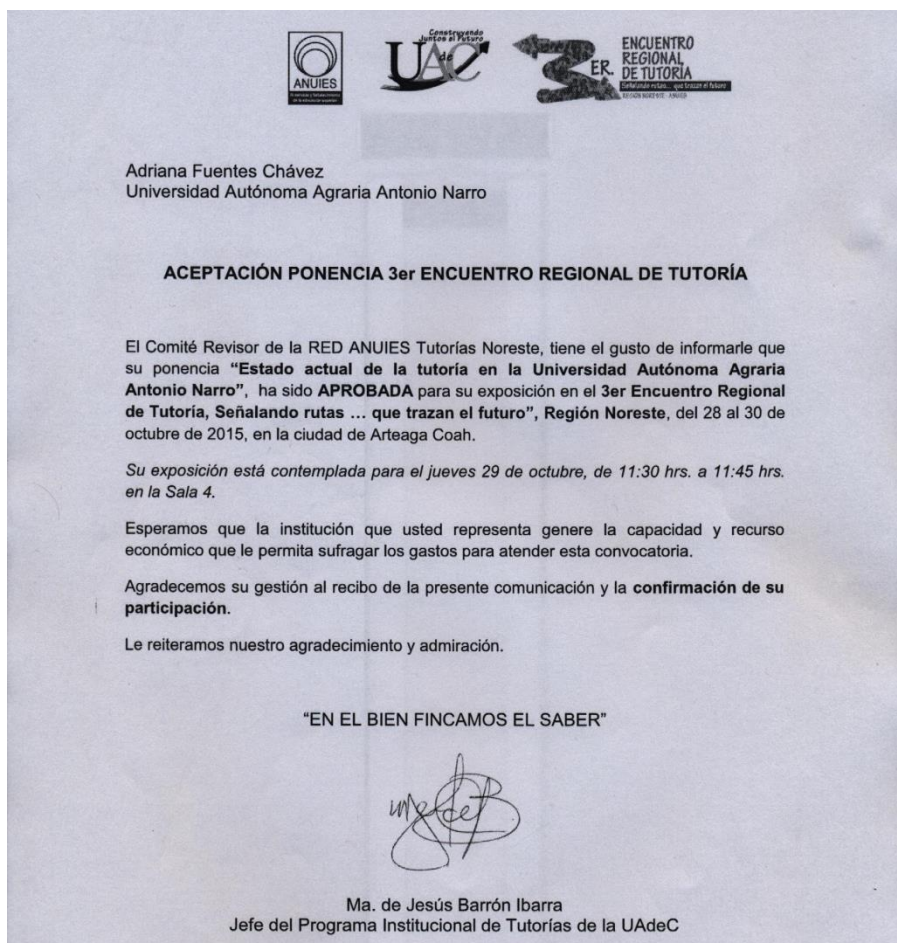 ANUIES
Construyendo
Juntos el Futuro
UA de C
3ER. ENCUENTRO
REGIONAL
DE TUTORÍA
Señalando rutas... que trazan el futuro
REGIÓN NORESTE - ANUIES
Adriana Fuentes Chávez
Universidad Autónoma Agraria Antonio Narro
ACEPTACIÓN PONENCIA 3er ENCUENTRO REGIONAL DE TUTORÍA
El Comité Revisor de la RED ANUIES Tutorías Noreste, tiene el gusto de informarle que
su ponencia “Estado actual de la tutoría en la Universidad Autónoma Agraria
Antonio Narro”, ha sido APROBADA para su exposición en el 3er Encuentro Regional
de Tutoría, Señalando rutas ... que trazan el futuro”, Región Noreste, del 28 al 30 de
octubre de 2015, en la ciudad de Arteaga Coah.
Su exposición está contemplada para el jueves 29 de octubre, de 11:30 hrs. a 11:45 hrs.
en la Sala 4.
Esperamos que la institución que usted representa genere la capacidad y recurso
económico que le permita sufragar los gastos para atender esta convocatoria.
Agradecemos su gestión al recibo de la presente comunicación y la confirmación de su
participación.
Le reiteramos nuestro agradecimiento y admiración.
“EN EL BIEN FINCAMOS EL SABER”
Ma. de Jesús Barrón Ibarra
Jefe del Programa Institucional de Tutorías de la UAdeC